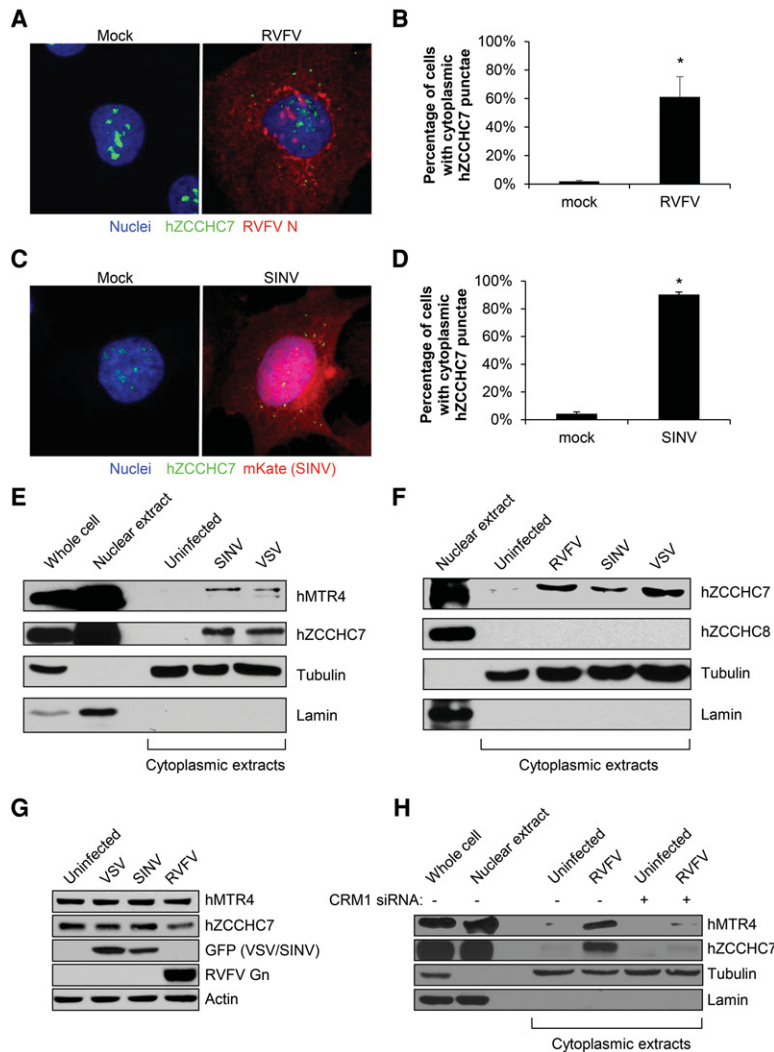 A
Mock
RVFV
Nuclei hZCCHC7 RVFV N
B
Percentage of cells
with cytoplasmic
hZCCHC7 punctae
100%
80%
60%
40%
20%
0%
*
mock
RVFV
C
Mock
SINV
Nuclei hZCCHC7 mKate (SINV)
D
Percentage of cells
with cytoplasmic
hZCCHC7 punctae
100%
80%
60%
40%
20%
0%
*
mock
SINV
E
Whole cell
Nuclear extract
Uninfected
SINV
VSV
hMTR4
hZCCHC7
Tubulin
Lamin
Cytoplasmic extracts
F
Nuclear extract
Uninfected
RVFV
SINV
VSV
hZCCHC7
hZCCHC8
Tubulin
Lamin
Cytoplasmic extracts
G
Uninfected
VSV
SINV
RVFV
hMTR4
hZCCHC7
GFP (VSV/SINV)
RVFV Gn
Actin
H
Whole cell
Nuclear extract
Uninfected
RVFV
Uninfected
RVFV
CRM1 siRNA: - - - - + +
hMTR4
hZCCHC7
Tubulin
Lamin
Cytoplasmic extracts